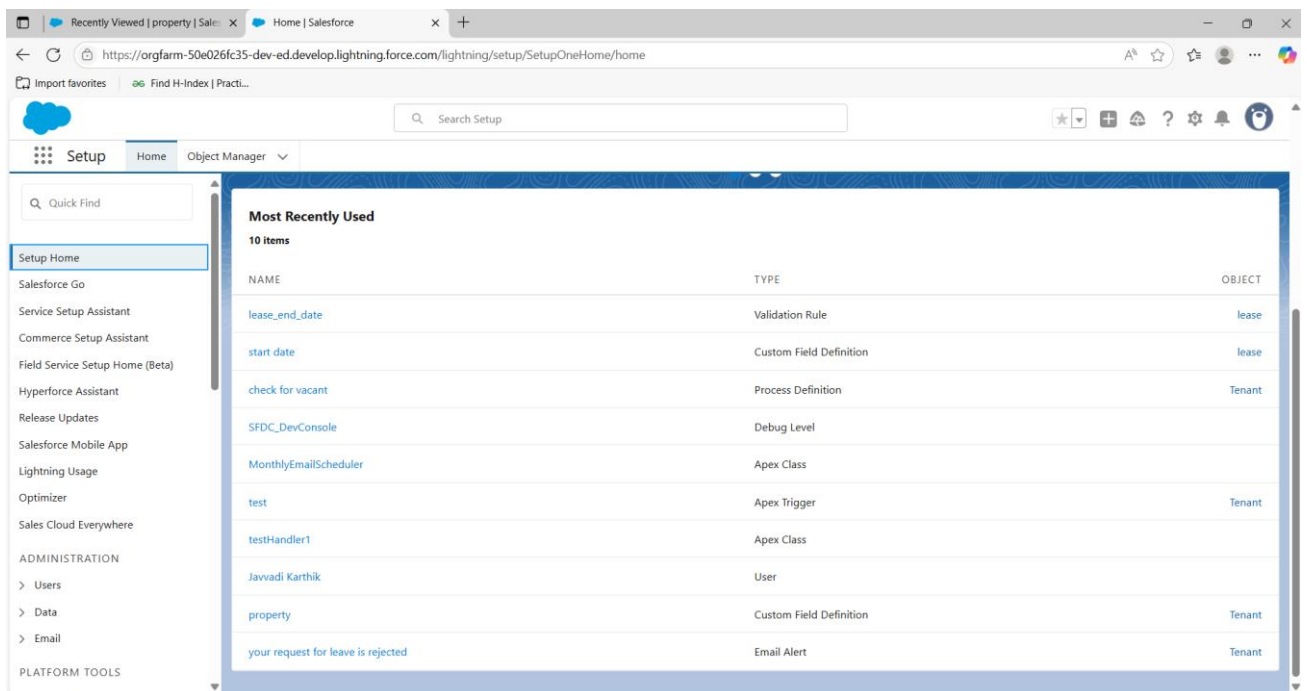 Recently Viewed | property | Sale
Home | Salesforce
https://orgfarm-50e026fc35-dev-ed.develop.lightning.force.com/lightning/setup/SetupOneHome/home
Import favorites
Find H-Index | Practi...
Search Setup
Setup
Home
Object Manager
Quick Find
Setup Home
Salesforce Go
Service Setup Assistant
Commerce Setup Assistant
Field Service Setup Home (Beta)
Hyperforce Assistant
Release Updates
Salesforce Mobile App
Lightning Usage
Optimizer
Sales Cloud Everywhere
ADMINISTRATION
Users
Data
Email
PLATFORM TOOLS
Most Recently Used
10 items
NAME TYPE OBJECT
lease_end_date Validation Rule lease
start date Custom Field Definition lease
check for vacant Process Definition Tenant
SFDC_DevConsole Debug Level
MonthlyEmailScheduler Apex Class
test Apex Trigger Tenant
testHandler1 Apex Class
Javvadi Karthik User
property Custom Field Definition Tenant
your request for leave is rejected Email Alert Tenant